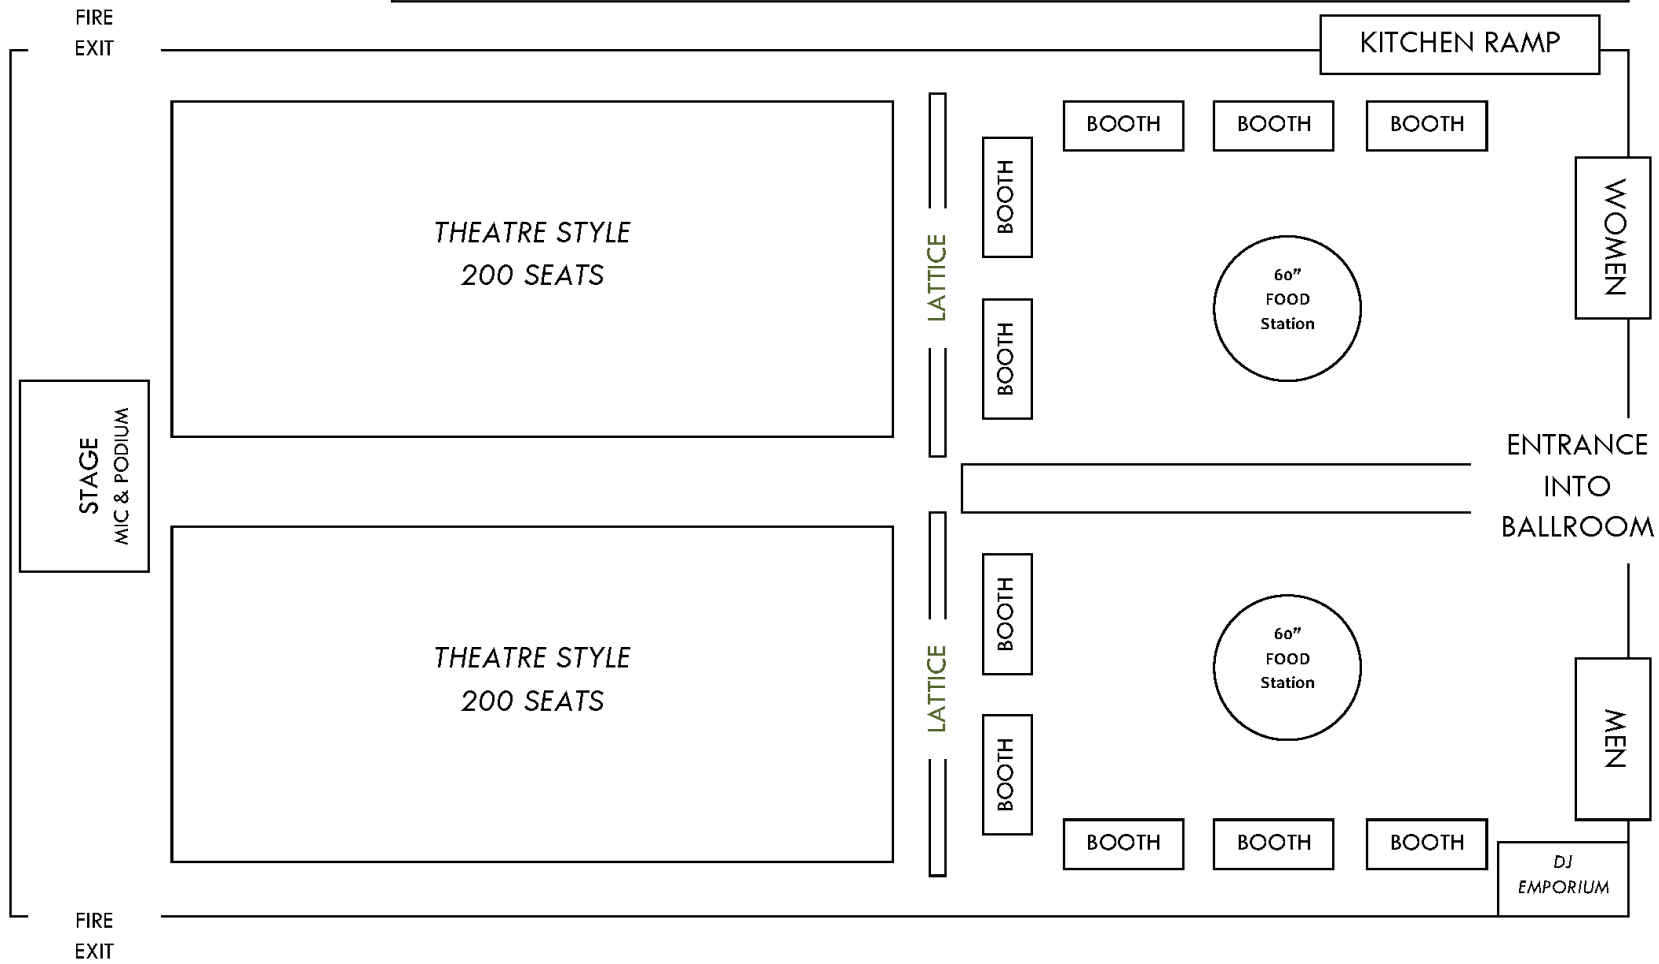 FIRE
EXIT
KITCHEN RAMP
BOOTH
BOOTH
BOOTH
BOOTH
WOMEN
THEATRE STYLE
200 SEATS
LATTICE
60”
FOOD
Station
BOOTH
STAGE
MIC & PODIUM
ENTRANCE
INTO
BALLROOM
BOOTH
THEATRE STYLE
200 SEATS
LATTICE
60”
FOOD
Station
MEN
BOOTH
BOOTH
BOOTH
BOOTH
DJ
EMPORIUM
FIRE
EXIT